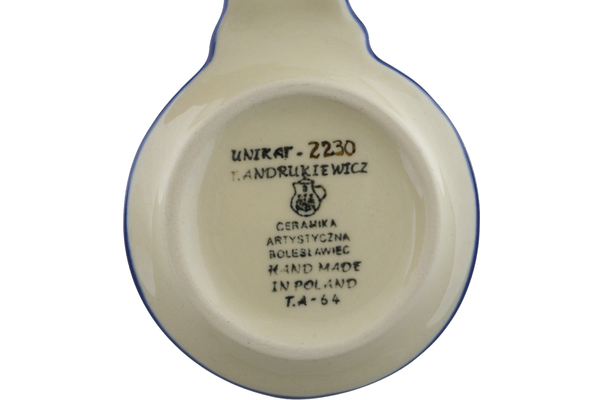 UNIKAT - 2230
T. ANDRUKIEWICZ
CERAMIKA
ARTYSTYCZNA
BOLESŁAWIEC
HAND MADE
IN POLAND
T.A-64